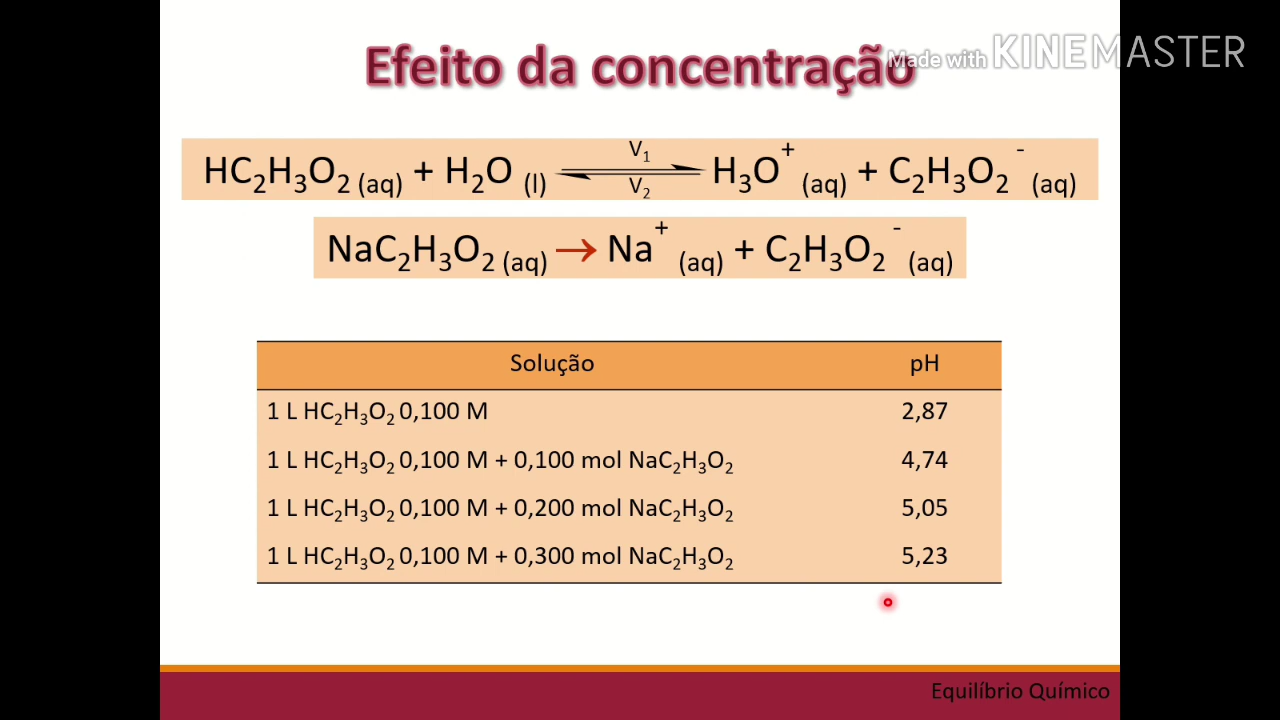 Efeito da concentração
Made with KINEMASTER
HC₂H₃O₂ (aq) + H₂O (l) ⇌ H₃O⁺ (aq) + C₂H₃O₂⁻ (aq)
V₁
V₂
NaC₂H₃O₂ (aq) → Na⁺ (aq) + C₂H₃O₂⁻ (aq)
Solução pH
1 L HC₂H₃O₂ 0,100 M 2,87
1 L HC₂H₃O₂ 0,100 M + 0,100 mol NaC₂H₃O₂ 4,74
1 L HC₂H₃O₂ 0,100 M + 0,200 mol NaC₂H₃O₂ 5,05
1 L HC₂H₃O₂ 0,100 M + 0,300 mol NaC₂H₃O₂ 5,23
Equilíbrio Químico